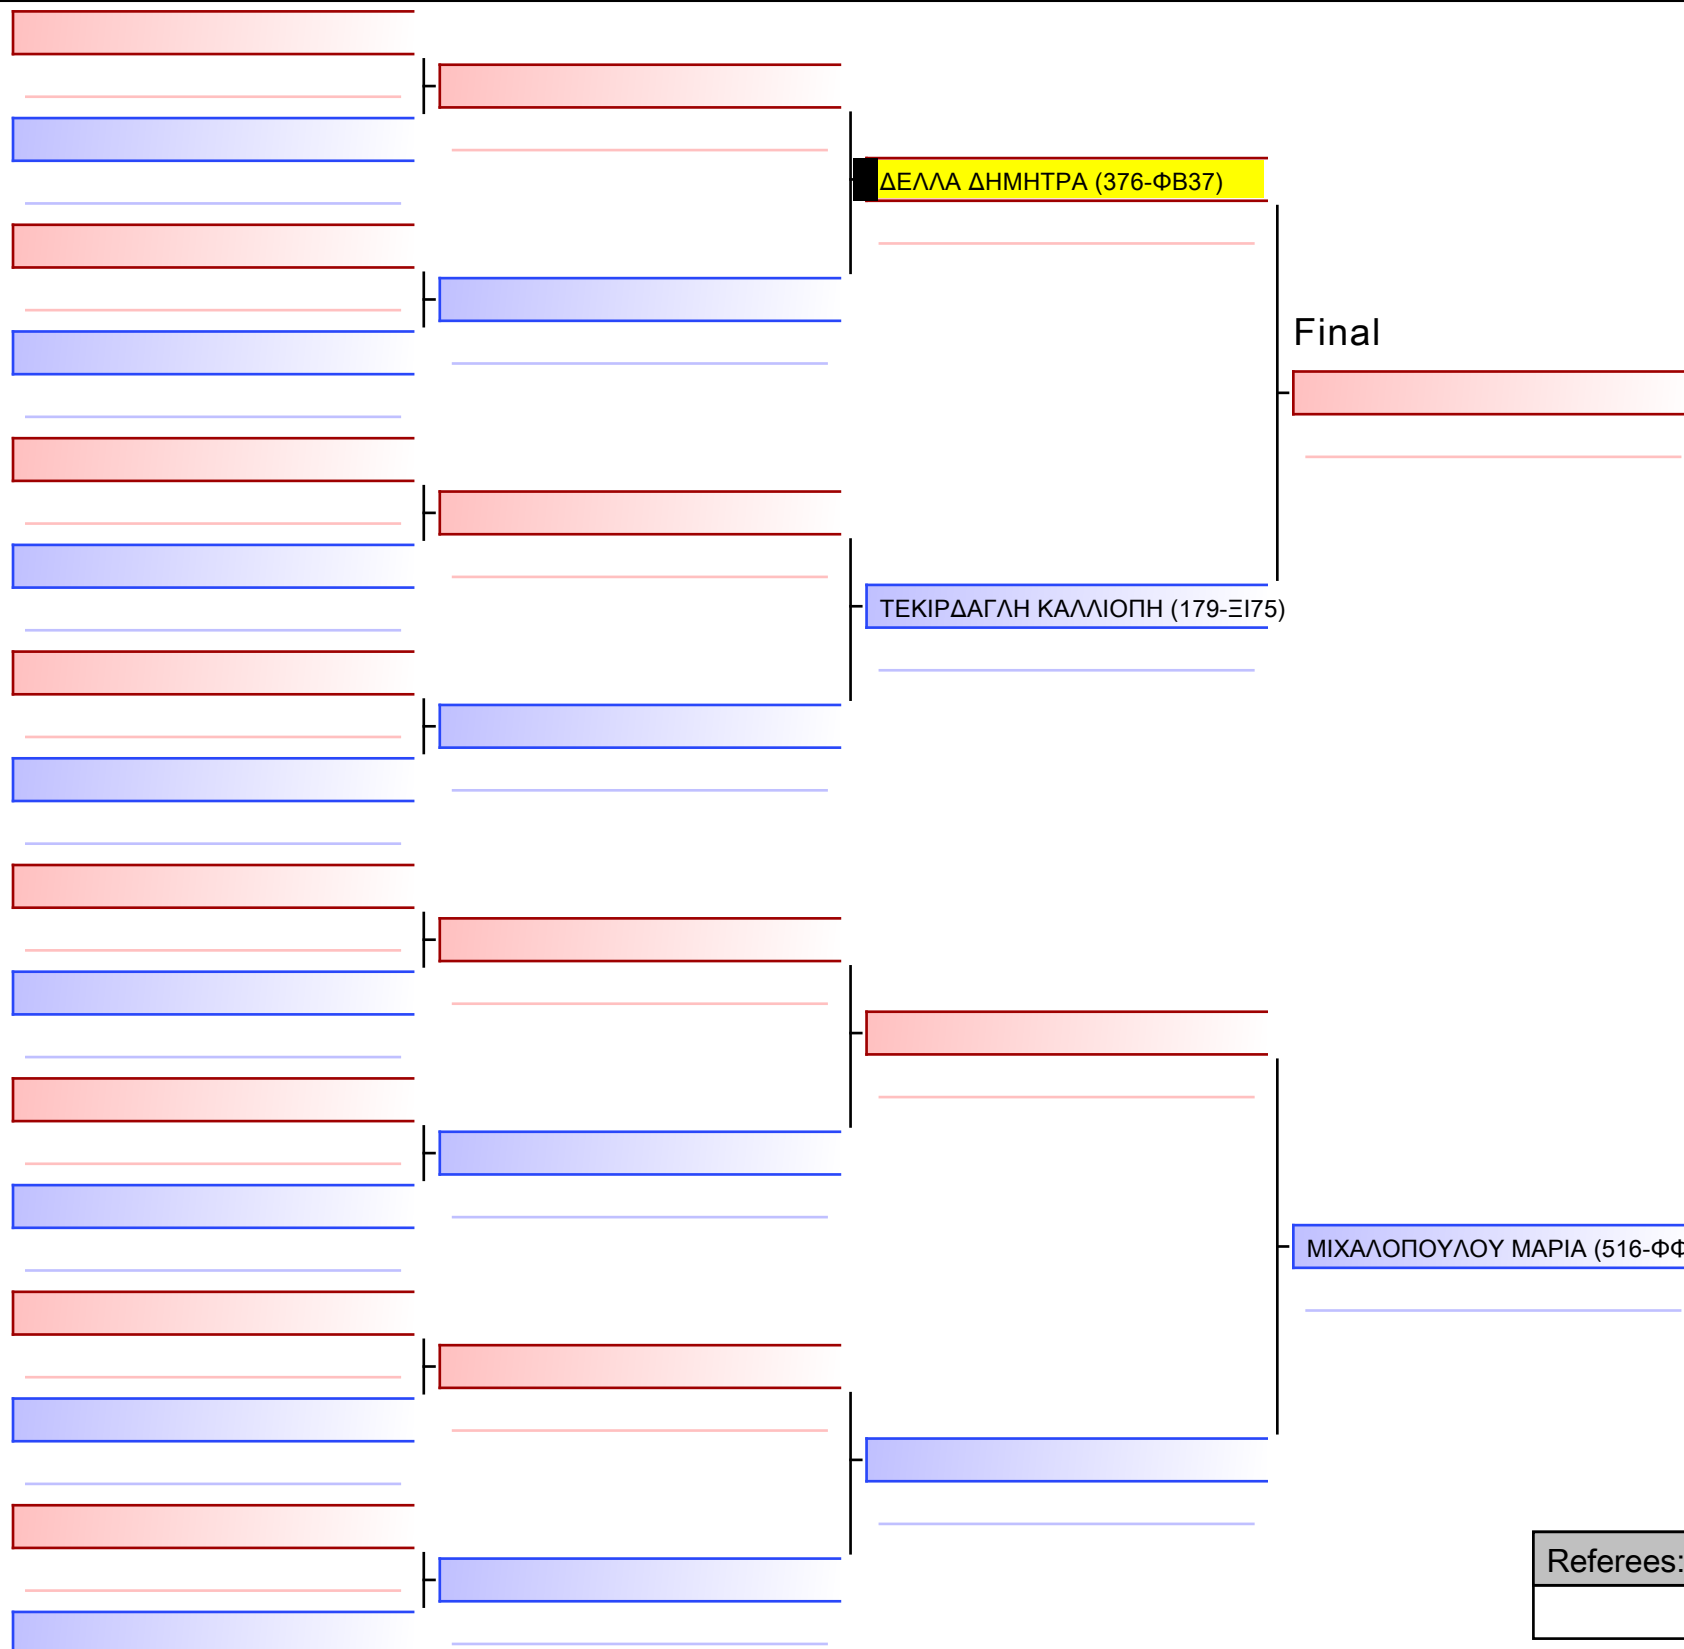 ΔΕΛΛΑ ΔΗΜΗΤΡΑ (376-ΦΒ37)
Final
ΤΕΚΙΡΔΑΓΛΗ ΚΑΛΛΙΟΠΗ (179-ΞΙ75)
ΜΙΧΑΛΟΠΟΥΛΟΥ ΜΑΡΙΑ (516-ΦΦ
Referees: